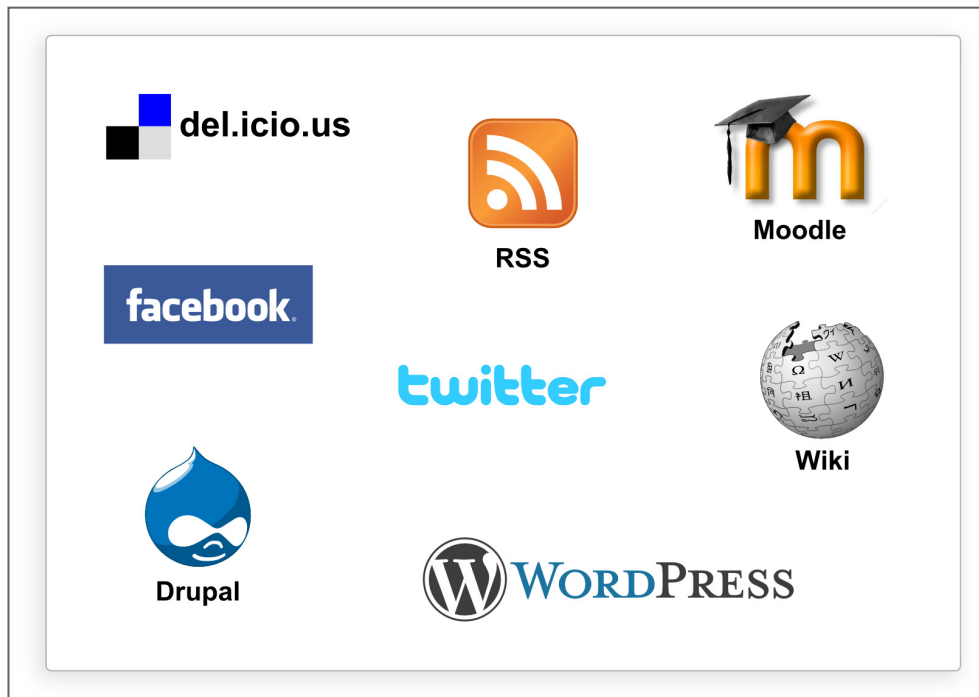 del.icio.us
RSS
Moodle
facebook
twitter
Wiki
Drupal
WORDPRESS